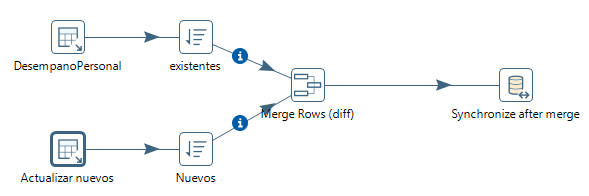 DesempanoPersonal
existentes
Merge Rows (diff)
Synchronize after merge
Actualizar nuevos
Nuevos